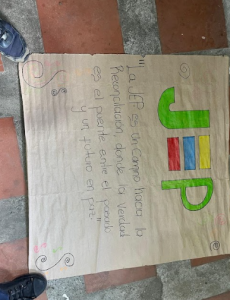 JEP
"La JEP es un camino hacia la
Reconciliación, donde la verdad
es el puente entre el pasado
y un futuro en paz"